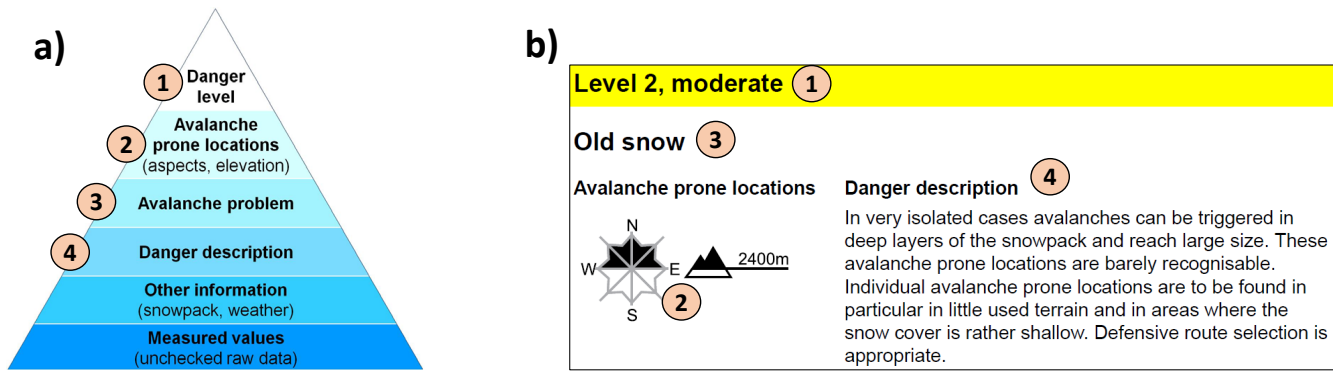 a)
1
Danger
level
2
Avalanche
prone locations
(aspects, elevation)
3
Avalanche problem
4
Danger description
Other information
(snowpack, weather)
Measured values
(unchecked raw data)
b)
Level 2, moderate 1
Old snow 3
Avalanche prone locations
N
W E
S
2400m
2
Danger description 4
In very isolated cases avalanches can be triggered in
deep layers of the snowpack and reach large size. These
avalanche prone locations are barely recognisable.
Individual avalanche prone locations are to be found in
particular in little used terrain and in areas where the
snow cover is rather shallow. Defensive route selection is
appropriate.